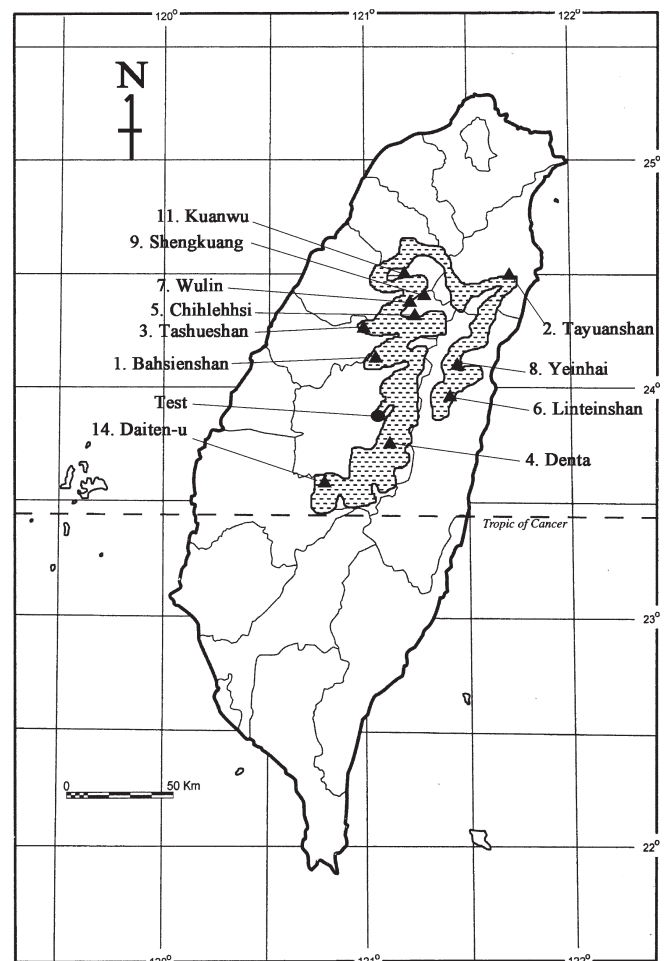 120°
121°
122°
N
25°
11. Kuanwu
9. Shengkuang
7. Wulin
5. Chihlehhsi
3. Tashueshan
2. Tayuanshan
1. Bahsienshan
8. Yeinhai
24°
Test
6. Linteinshan
14. Daiten-u
4. Denta
Tropic of Cancer
23°
0 50 Km
22°